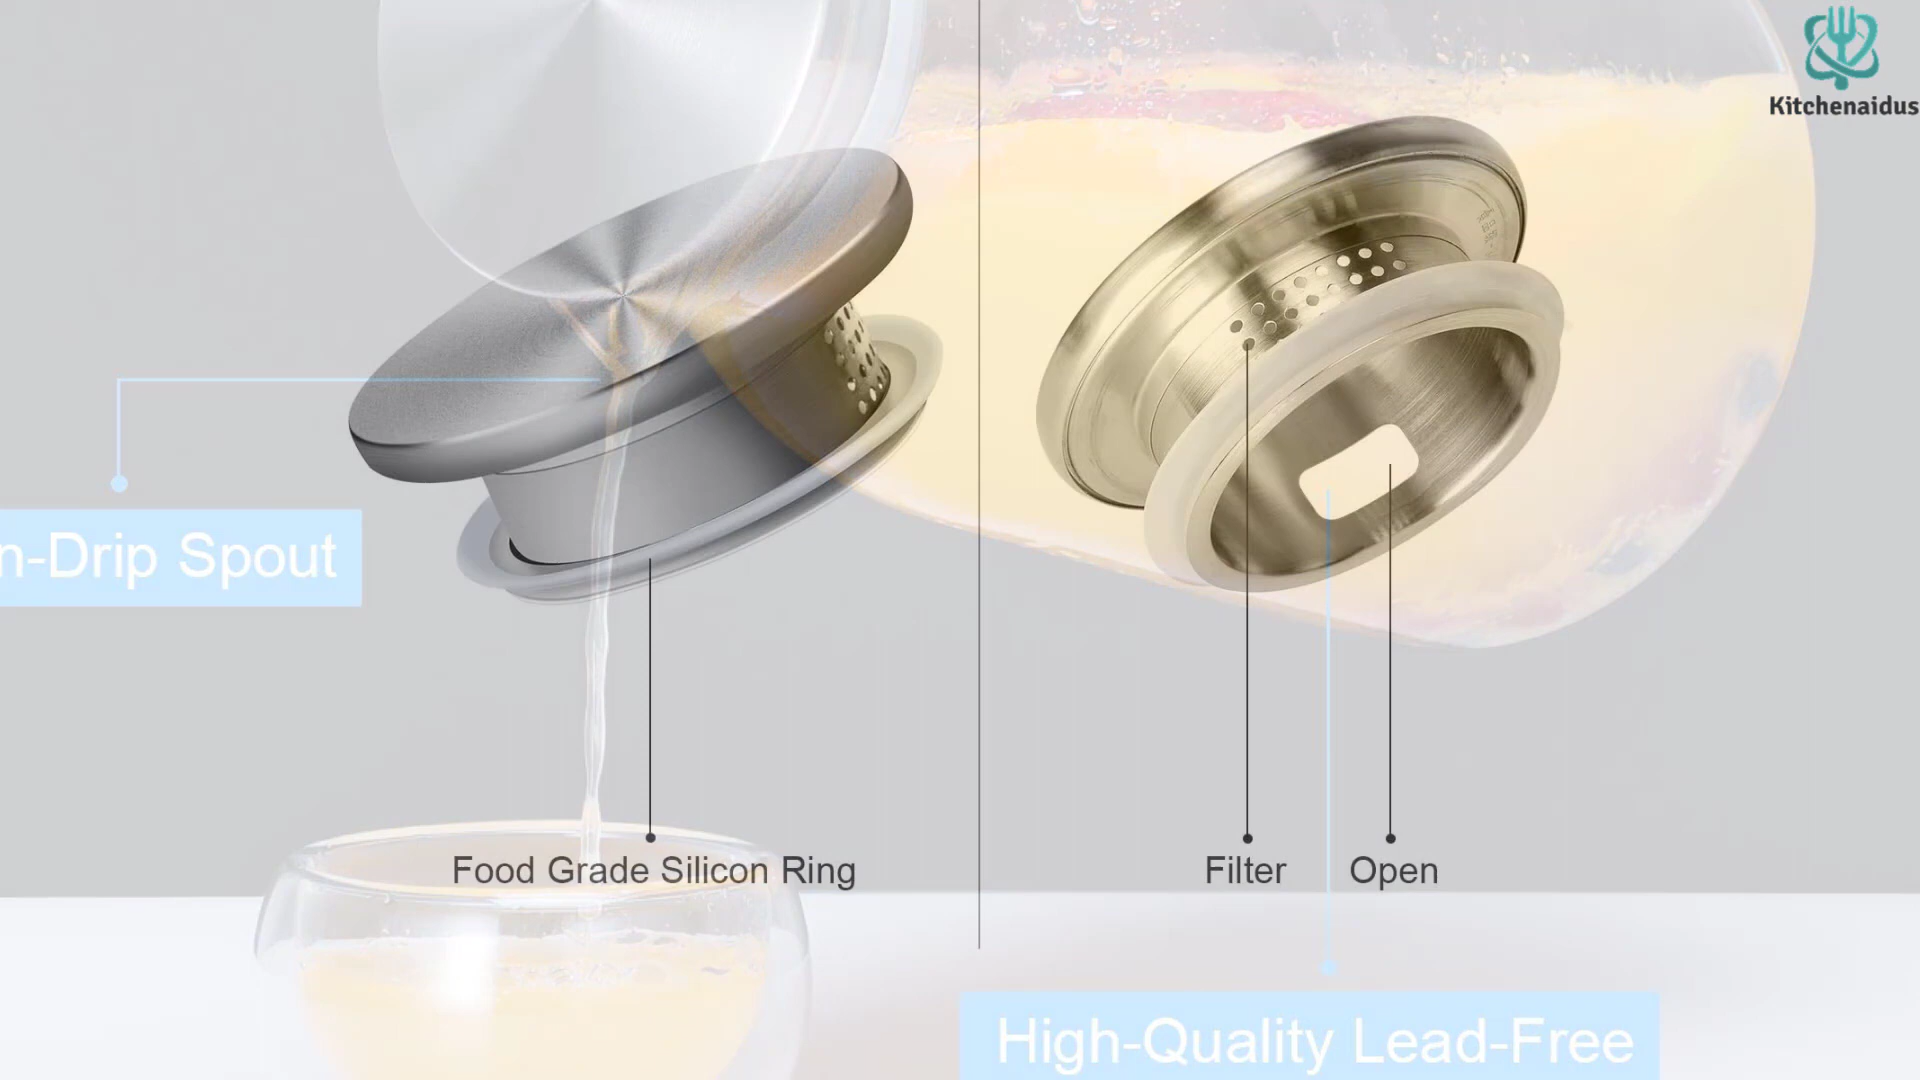 Kitchenaidus
n-Drip Spout
Food Grade Silicon Ring
Filter
Open
High-Quality Lead-Free